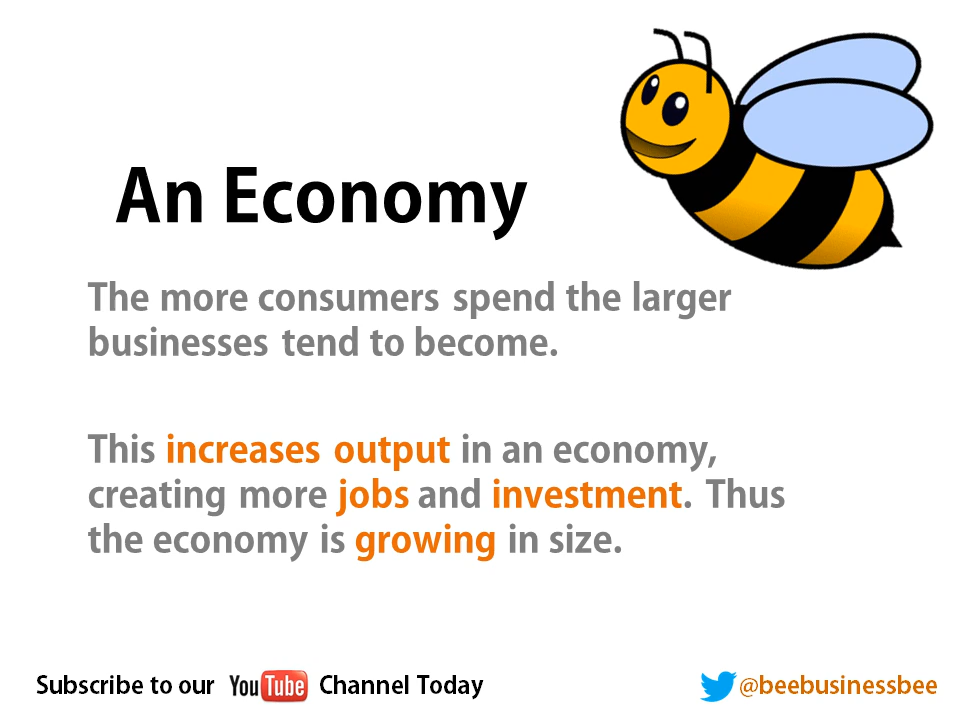 An Economy
The more consumers spend the larger
businesses tend to become.
This increases output in an economy,
creating more jobs and investment. Thus
the economy is growing in size.
Subscribe to our YouTube Channel Today
@beebusinessbee